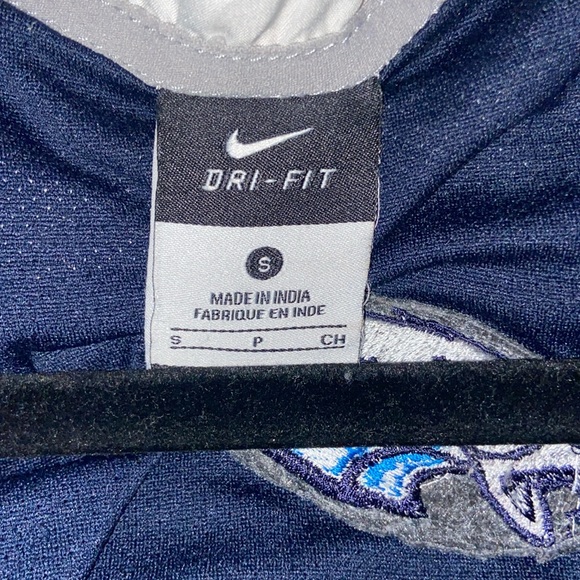 DRI-FIT
S
MADE IN INDIA
FABRIQUE EN INDE
S P CH